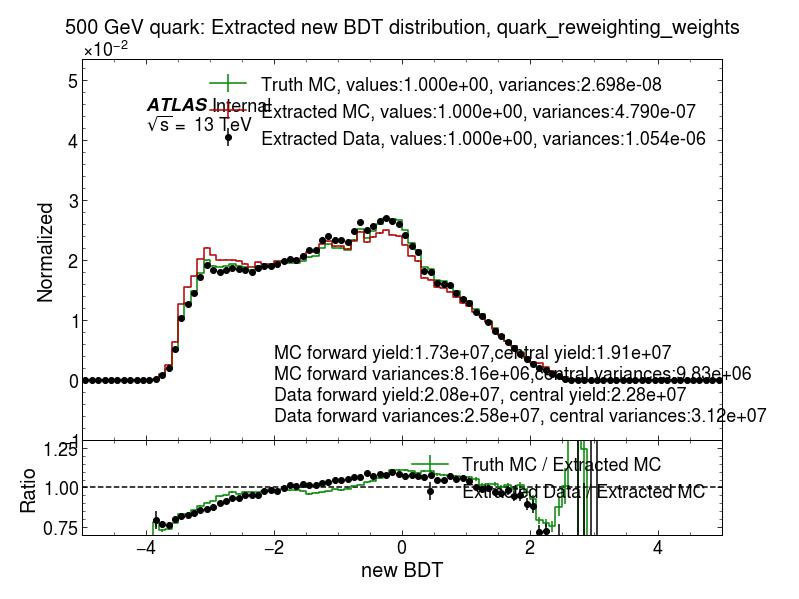 500 GeV quark: Extracted new BDT distribution, quark_reweighting_weights
×10⁻²
Truth MC, values:1.000e+00, variances:2.698e-08
ATLAS Internal
Extracted MC, values:1.000e+00, variances:4.790e-07
√s = 13 TeV
Extracted Data, values:1.000e+00, variances:1.054e-06
5
4
3
2
1
0
−1
Normalized
MC forward yield:1.73e+07,central yield:1.91e+07
MC forward variances:8.16e+06,central variances:9.83e+06
Data forward yield:2.08e+07, central yield:2.28e+07
Data forward variances:2.58e+07, central variances:3.12e+07
1.25
1.00
0.75
Ratio
Truth MC / Extracted MC
Extracted Data / Extracted MC
−4 −2 0 2 4
new BDT